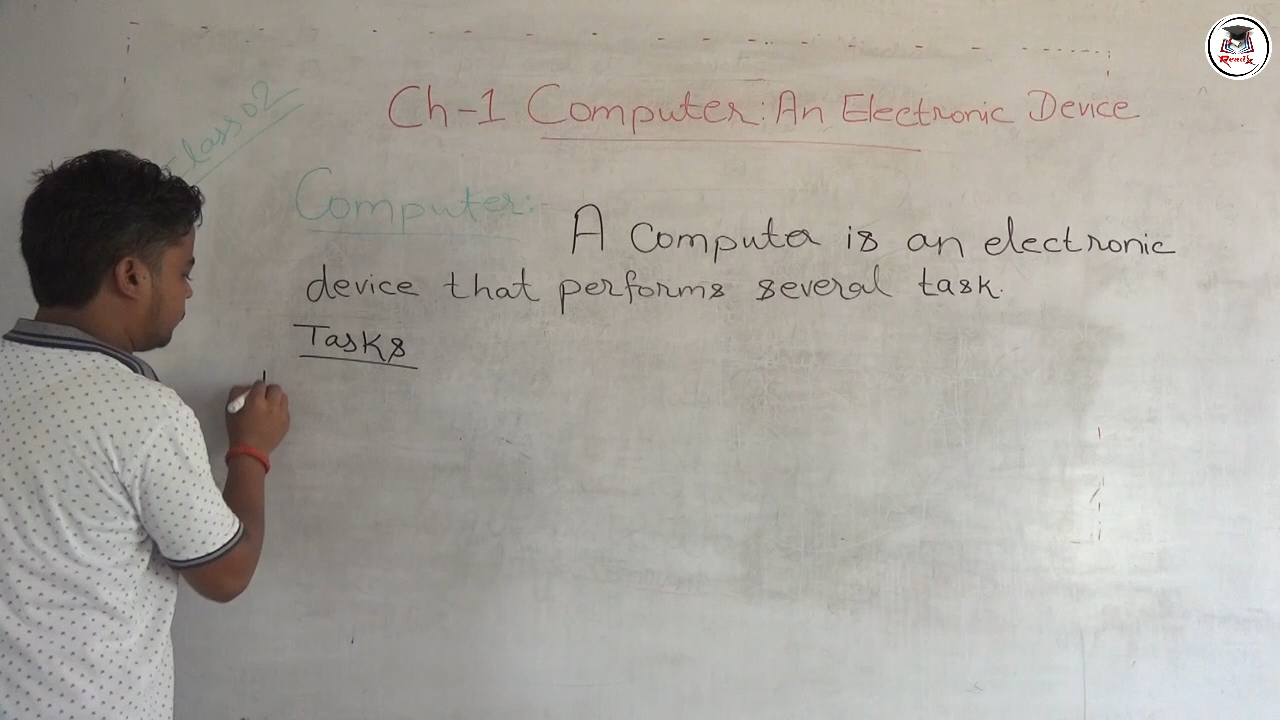 Class 02
Ch-1 Computer: An Electronic Device
Computer:- A Computer is an electronic
device that performs several task.
Tasks
ReadX